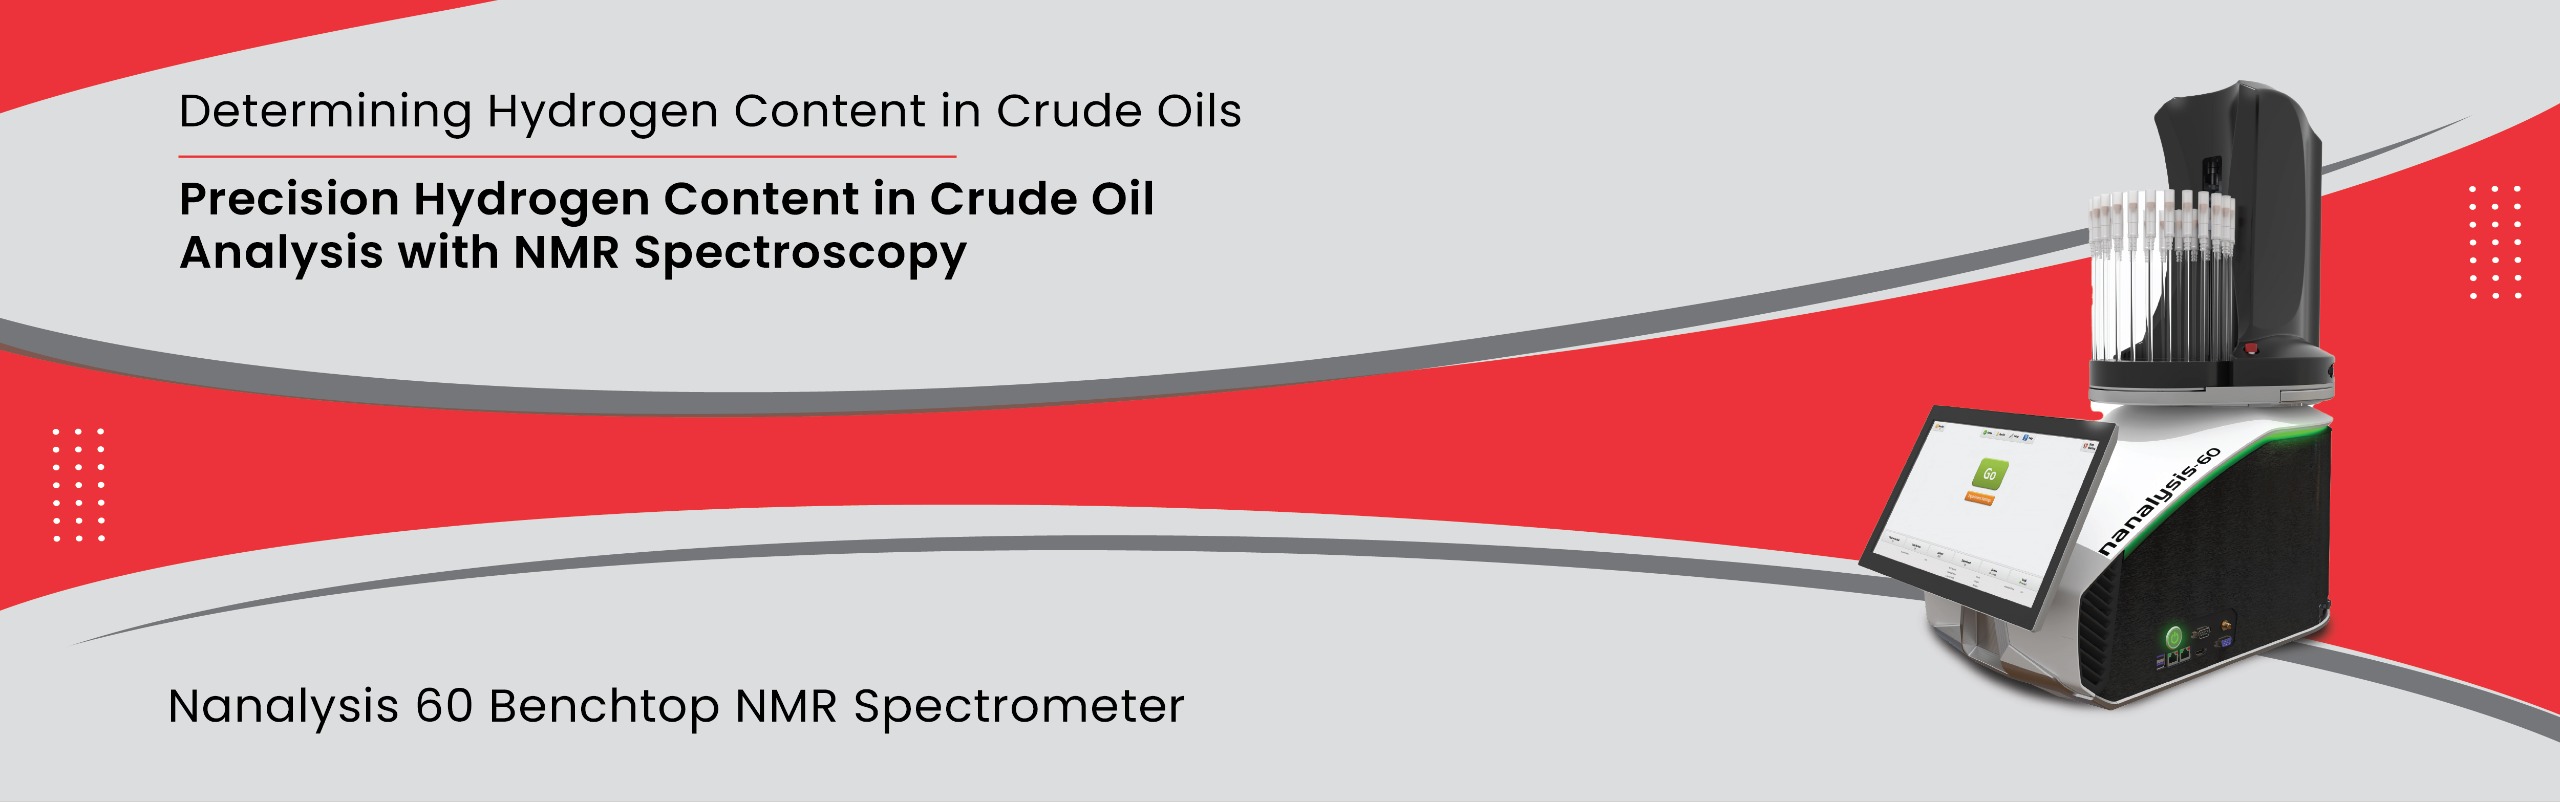 Determining Hydrogen Content in Crude Oils
Precision Hydrogen Content in Crude Oil
Analysis with NMR Spectroscopy
Go
nanalysis-60
Nanalysis 60 Benchtop NMR Spectrometer